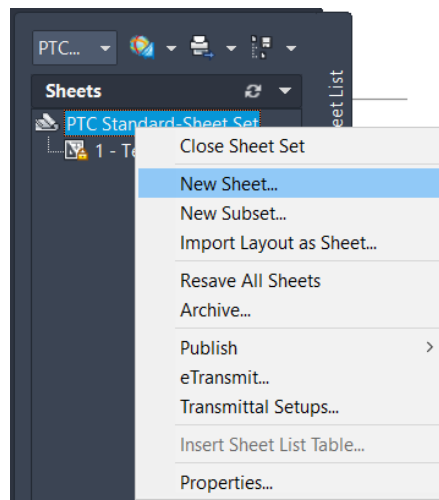 PTC...
Sheets
PTC Standard-Sheet Set
1 - Te
eet List
Close Sheet Set
New Sheet...
New Subset...
Import Layout as Sheet...
Resave All Sheets
Archive...
Publish
eTransmit...
Transmittal Setups...
Insert Sheet List Table...
Properties...